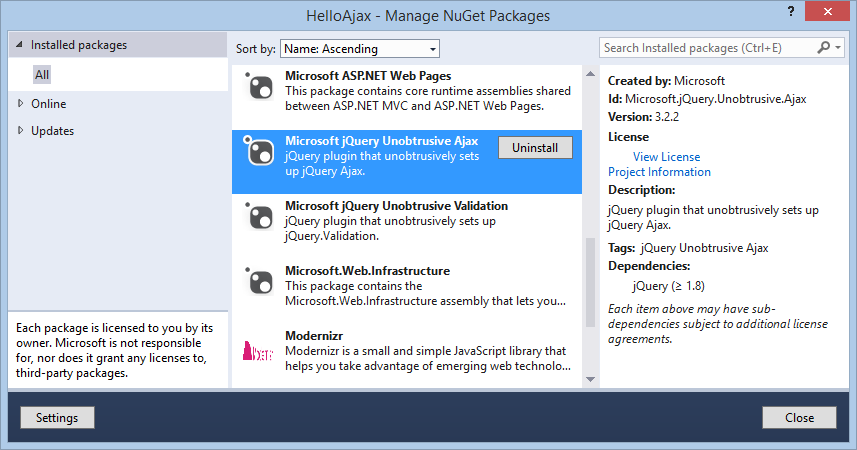 HelloAjax - Manage NuGet Packages
?
Installed packages
All
Online
Updates
Each package is licensed to you by its
owner. Microsoft is not responsible
for, nor does it grant any licenses to,
third-party packages.
Sort by: Name: Ascending
Microsoft ASP.NET Web Pages
This package contains core runtime assemblies shared
between ASP.NET MVC and ASP.NET Web Pages.
Microsoft jQuery Unobtrusive Ajax
jQuery plugin that unobtrusively sets
up jQuery Ajax.
Uninstall
Microsoft jQuery Unobtrusive Validation
jQuery plugin that unobtrusively sets up
jQuery.Validation.
Microsoft.Web.Infrastructure
This package contains the
Microsoft.Web.Infrastructure assembly that lets you...
Modernizr
Modernizr is a small and simple JavaScript library that
helps you take advantage of emerging web technolo...
Search Installed packages (Ctrl+E)
Created by: Microsoft
Id: Microsoft.jQuery.Unobtrusive.Ajax
Version: 3.2.2
License
View License
Project Information
Description:
jQuery plugin that unobtrusively sets up
jQuery Ajax.
Tags: jQuery Unobtrusive Ajax
Dependencies:
jQuery (≥ 1.8)
Each item above may have sub-
dependencies subject to additional license
agreements.
Settings
Close